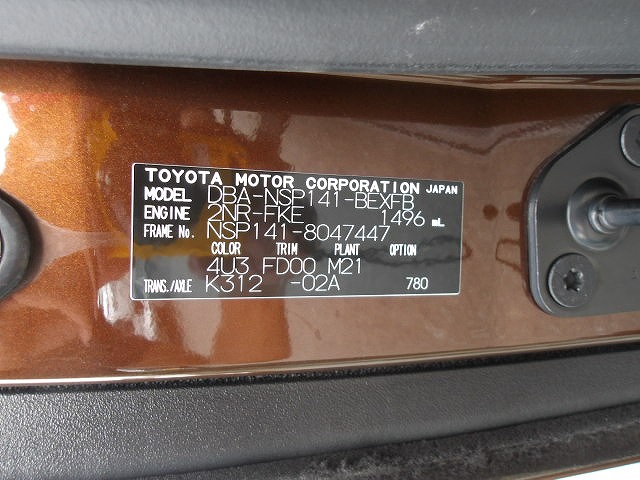 TOYOTA MOTOR CORPORATION JAPAN
MODEL DBA-NSP141-BEXFB
ENGINE 2NR-FKE 1496 mL
FRAME No. NSP141-8047447
COLOR TRIM PLANT OPTION
4U3 FD00 M21
TRANS./AXLE K312 -02A 780